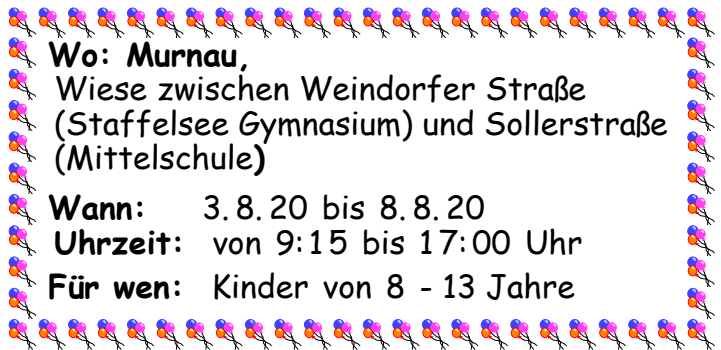 Wo: Murnau,
Wiese zwischen Weindorfer Straße
(Staffelsee Gymnasium) und Sollerstraße
(Mittelschule)
Wann: 3.8.20 bis 8.8.20
Uhrzeit: von 9:15 bis 17:00 Uhr
Für wen: Kinder von 8 - 13 Jahre